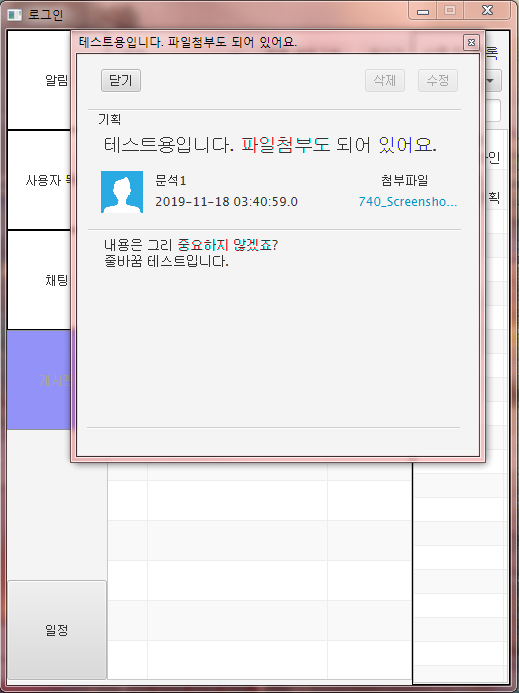 로그인
테스트용입니다. 파일첨부도 되어 있어요.
닫기
삭제
수정
기획
테스트용입니다. 파일첨부도 되어 있어요.
문석1
2019-11-18 03:40:59.0
첨부파일
740_Screensho...
내용은 그리 중요하지 않겠죠?
줄바꿈 테스트입니다.
알림
사용자
채팅
일정
록
인
획